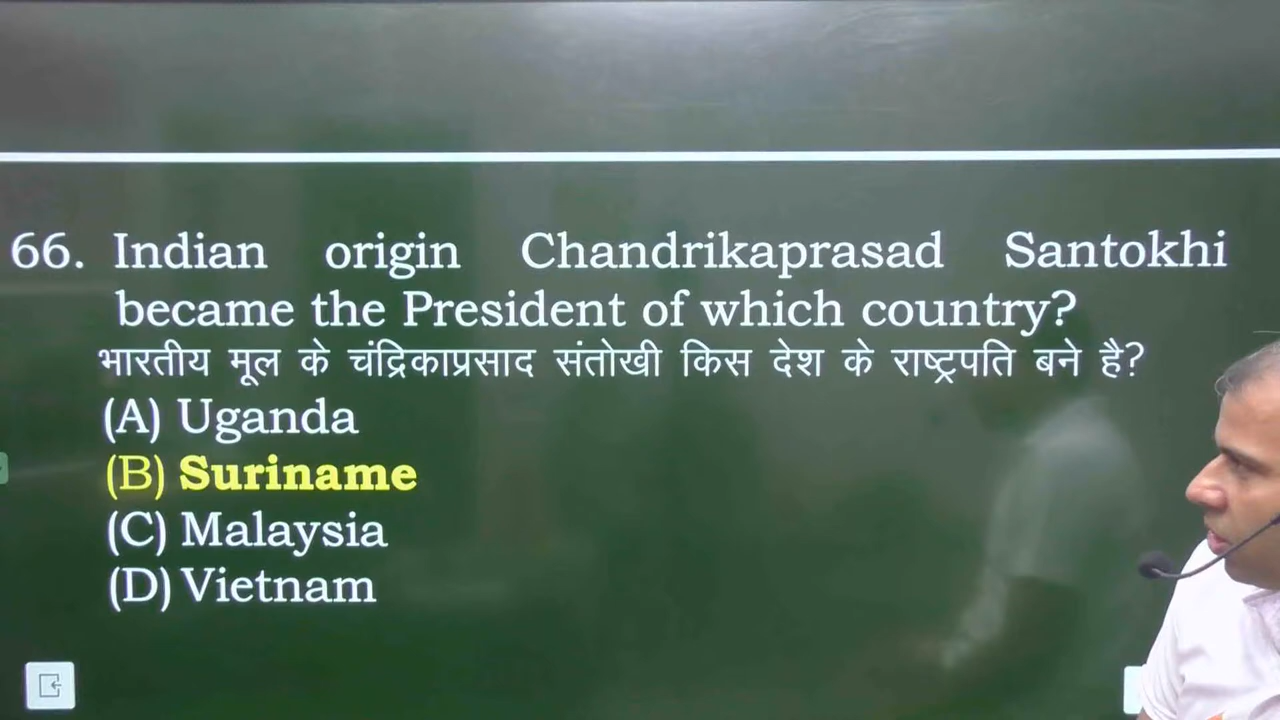 66. Indian origin Chandrikaprasad Santokhi
became the President of which country?
भारतीय मूल के चंद्रिकाप्रसाद संतोखी किस देश के राष्ट्रपति बने है?
(A) Uganda
(B) Suriname
(C) Malaysia
(D) Vietnam